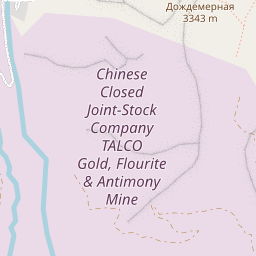 Дождемерная
3343 m
Chinese
Closed
Joint-Stock
Company
TALCO
Gold, Flourite
& Antimony
Mine